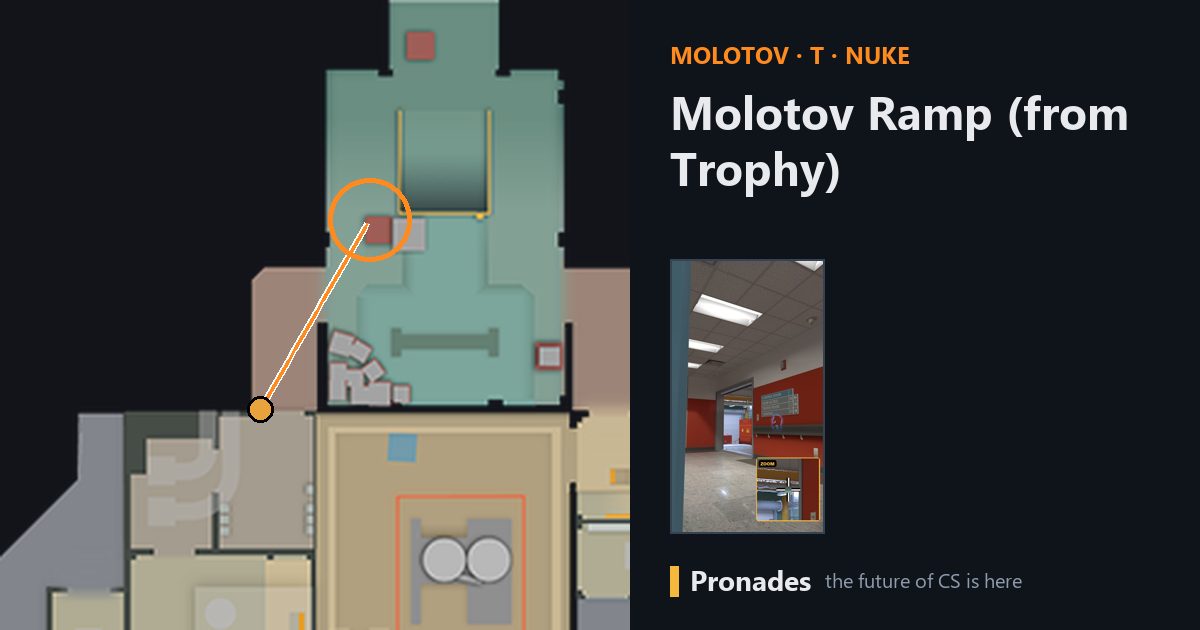 MOLOTOV · T · NUKE
Molotov Ramp (from
Trophy)
ZOOM
Pronades the future of CS is here